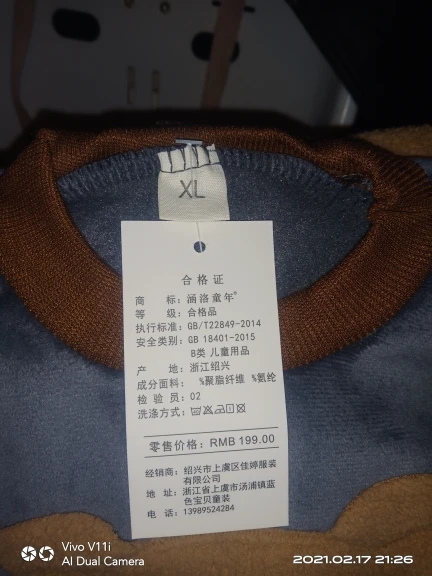 XL
合格证
商 标：涵洛童年®
等 级：合格品
执行标准：GB/T22849-2014
安全类别：GB 18401-2015
B类 儿童用品
产 地：浙江绍兴
成分面料： %聚脂纤维 %氨纶
检 验 员：02
洗涤方式：
零售价格：RMB 199.00
经销商：绍兴市上虞区佳婷服装
有限公司
地 址：浙江省上虞市汤浦镇蓝
色宝贝童装
电 话：13989524284
Vivo V11i
AI Dual Camera
2021.02.17 21:26